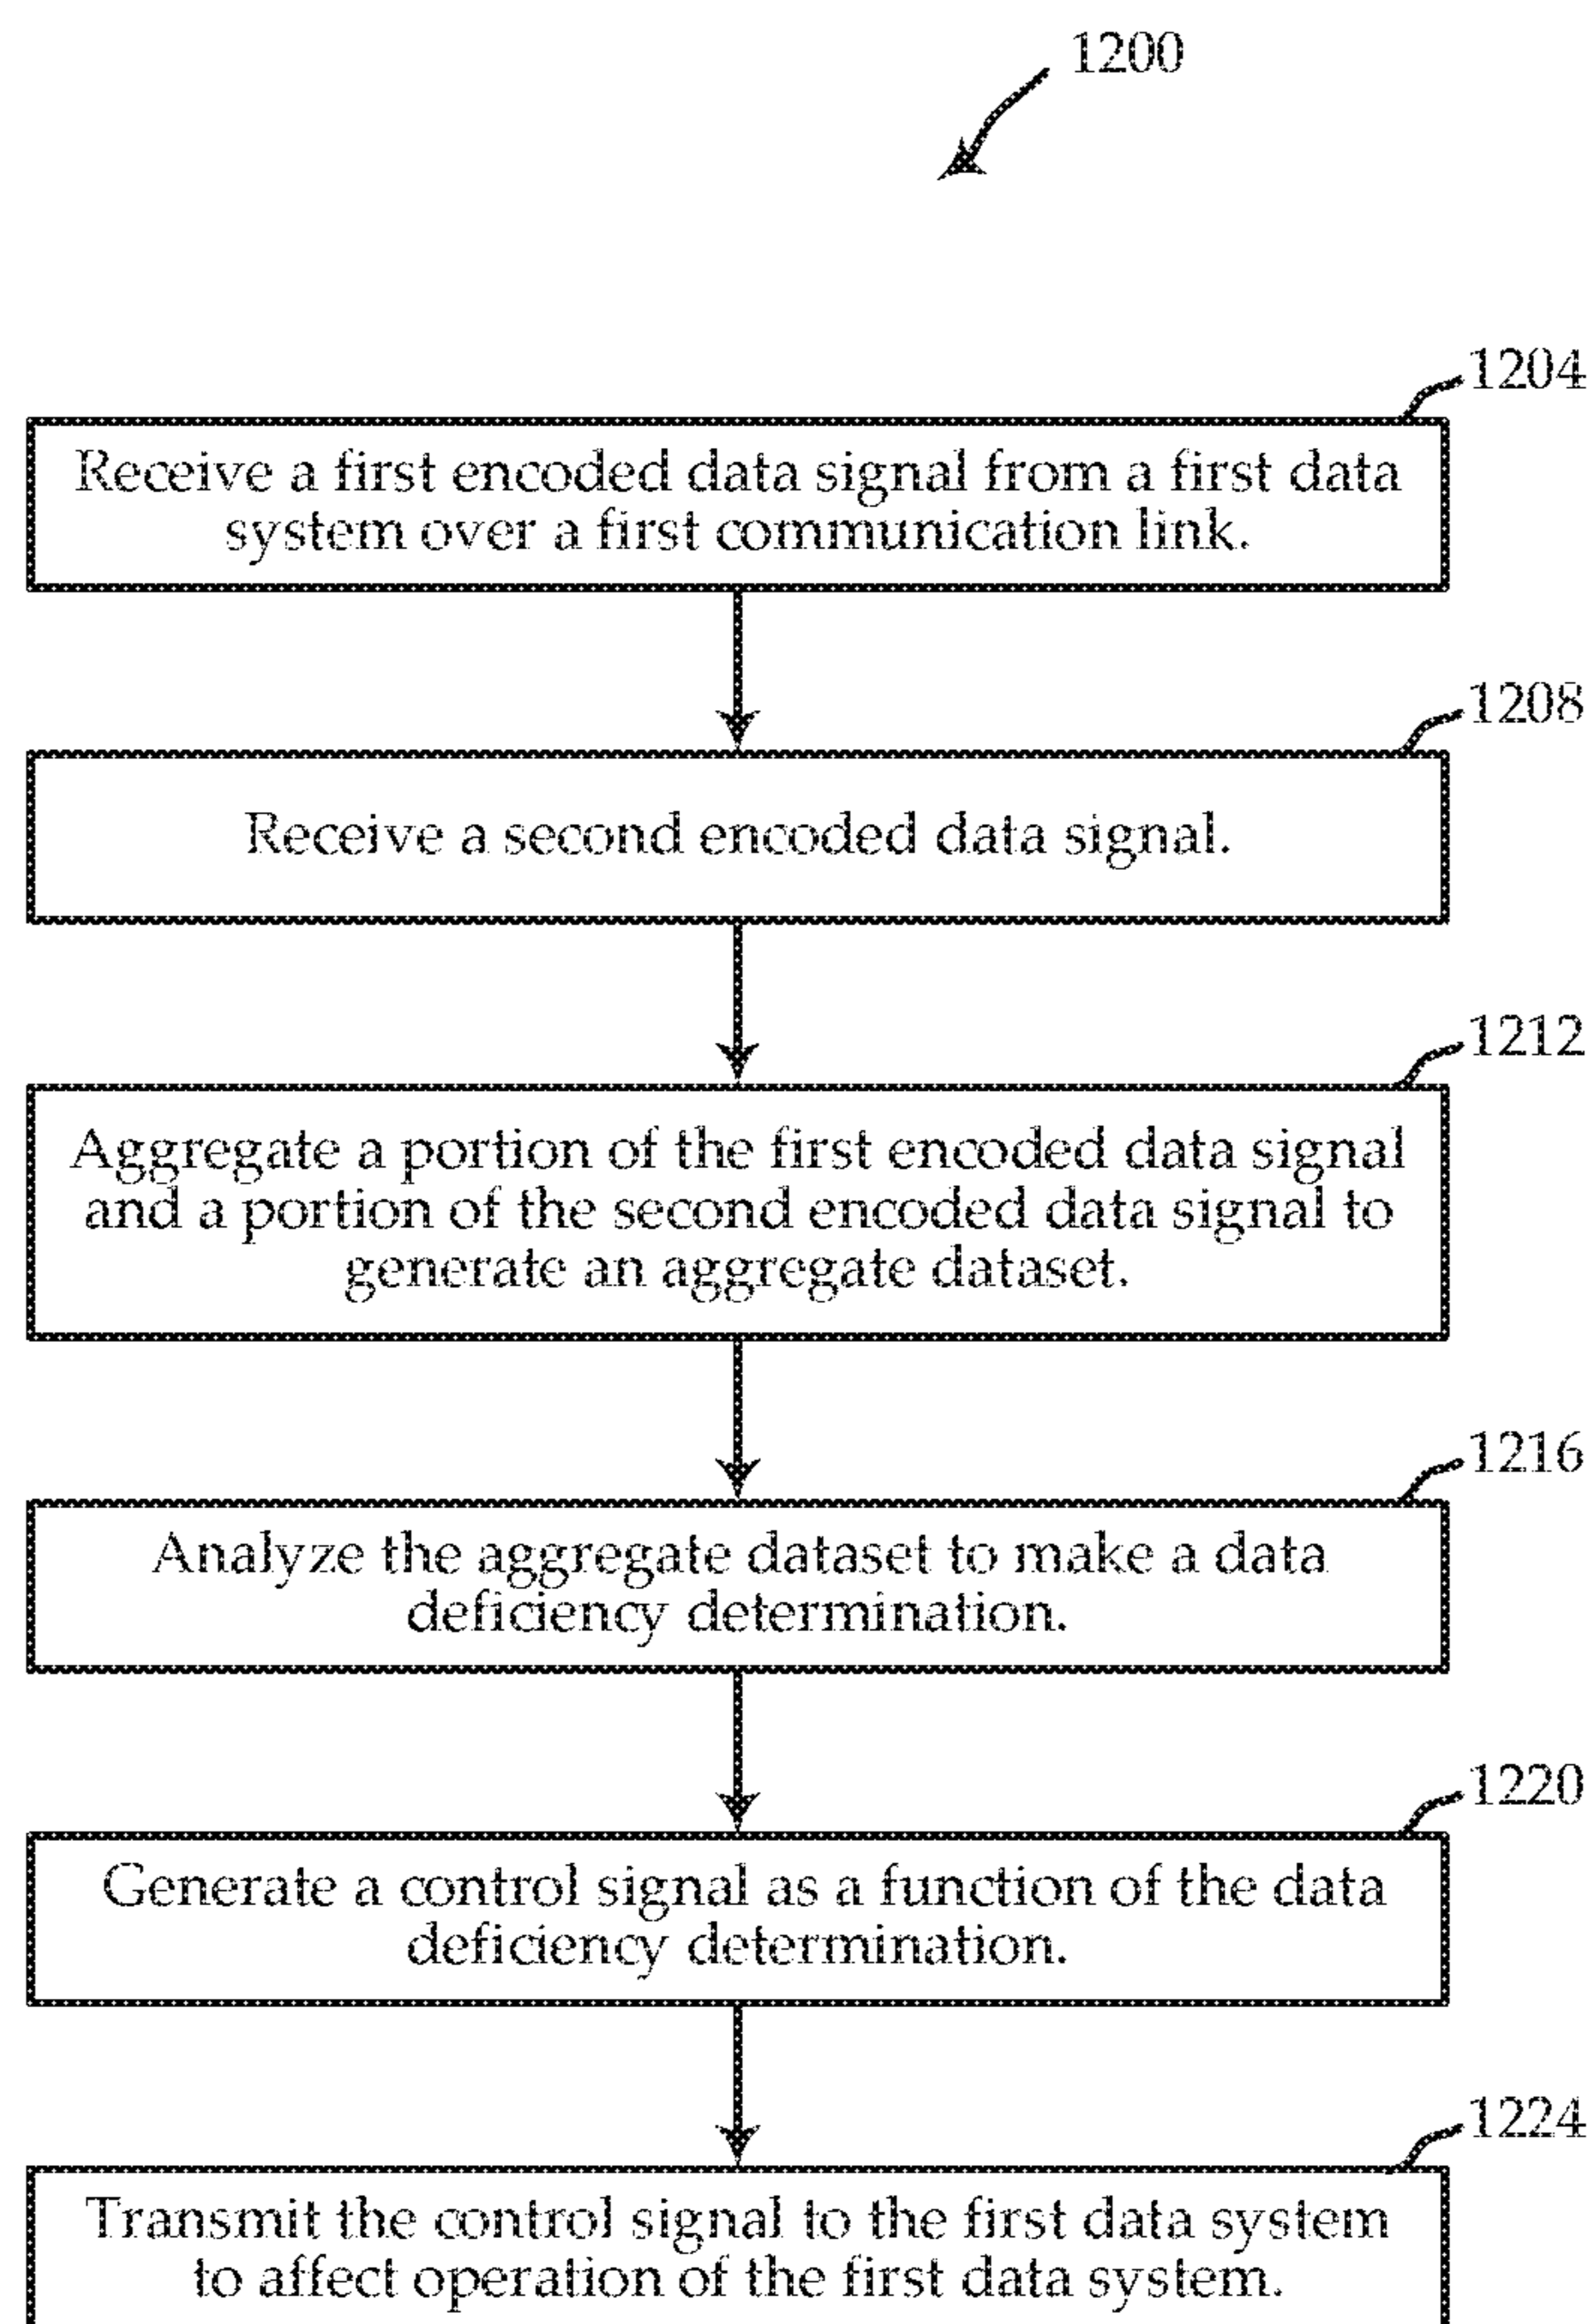 1200
1204
Receive a first encoded data signal from a first data
system over a first communication link.
1208
Receive a second encoded data signal.
1212
Aggregate a portion of the first encoded data signal
and a portion of the second encoded data signal to
generate an aggregate dataset.
1216
Analyze the aggregate dataset to make a data
deficiency determination.
1220
Generate a control signal as a function of the data
deficiency determination.
1224
Transmit the control signal to the first data system
to affect operation of the first data system.